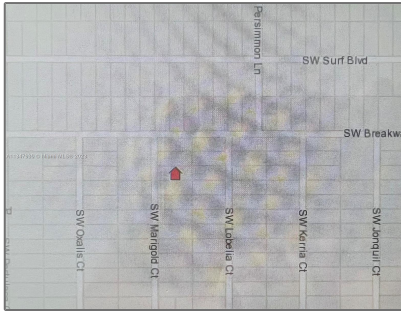 Persimmon Ln
SW Surf Blvd
SW Breakwa
SW Oxalis Ct
SW Marigold Ct
SW Lobelia Ct
SW Kerria Ct
SW Jonquil Ct